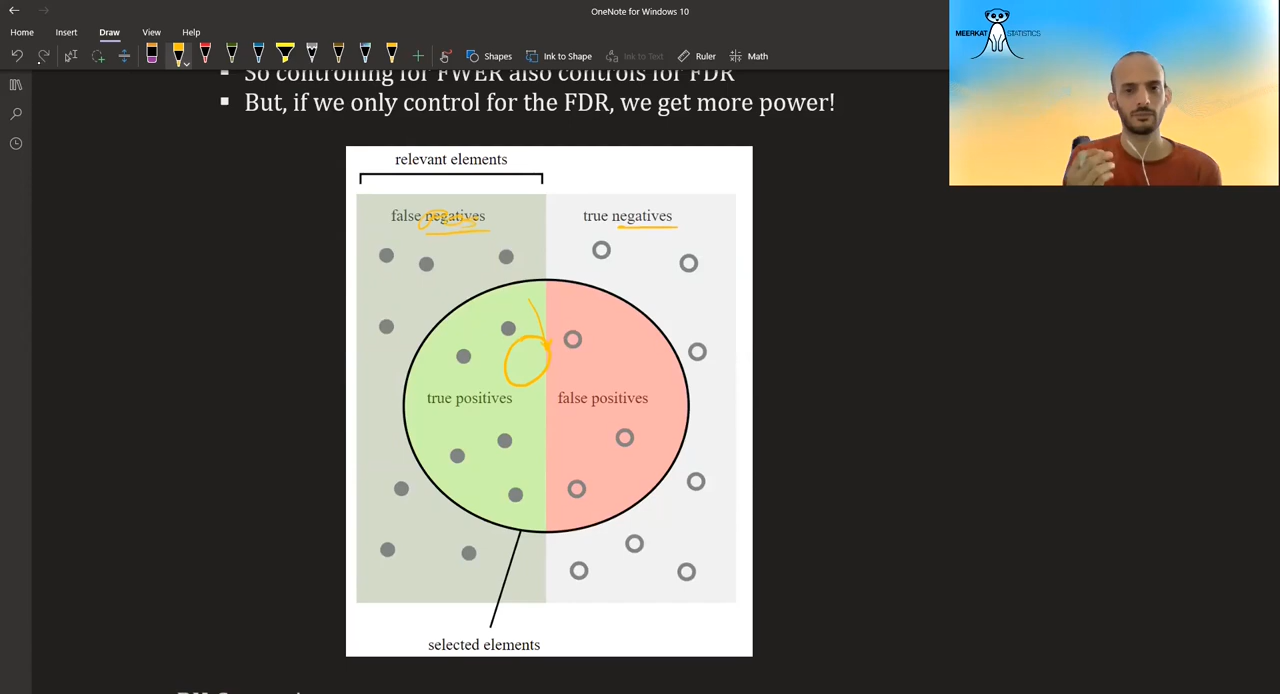 OneNote for Windows 10
Home Insert Draw View Help
Shapes Ink to Shape Ink to Text Ruler Math
MEERKAT STATISTICS
So controlling for FWER also controls for FDR
But, if we only control for the FDR, we get more power!
relevant elements
false negatives true negatives
true positives false positives
selected elements